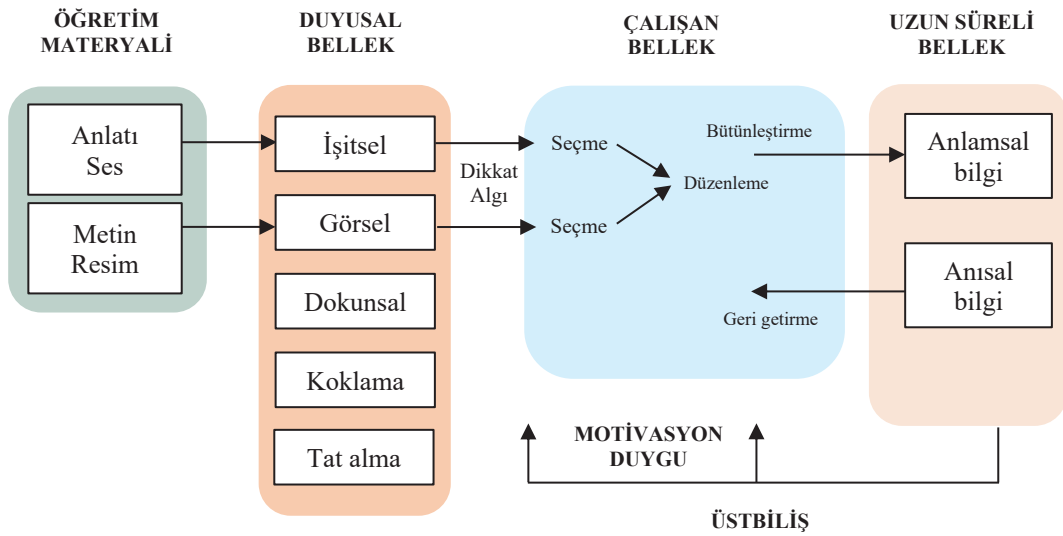 ÖĞRETİM
MATERYALİ
DUYUSAL
BELLEK
ÇALIŞAN
BELLEK
UZUN SÜRELİ
BELLEK
Anlatı
Ses
Metin
Resim
İşitsel
Görsel
Dokunsal
Koklama
Tat alma
Dikkat
Algı
Seçme
Seçme
Düzenleme
Bütünleştirme
Geri getirme
Anlamsal
bilgi
Anısal
bilgi
MOTİVASYON
DUYGU
ÜSTBİLİŞ